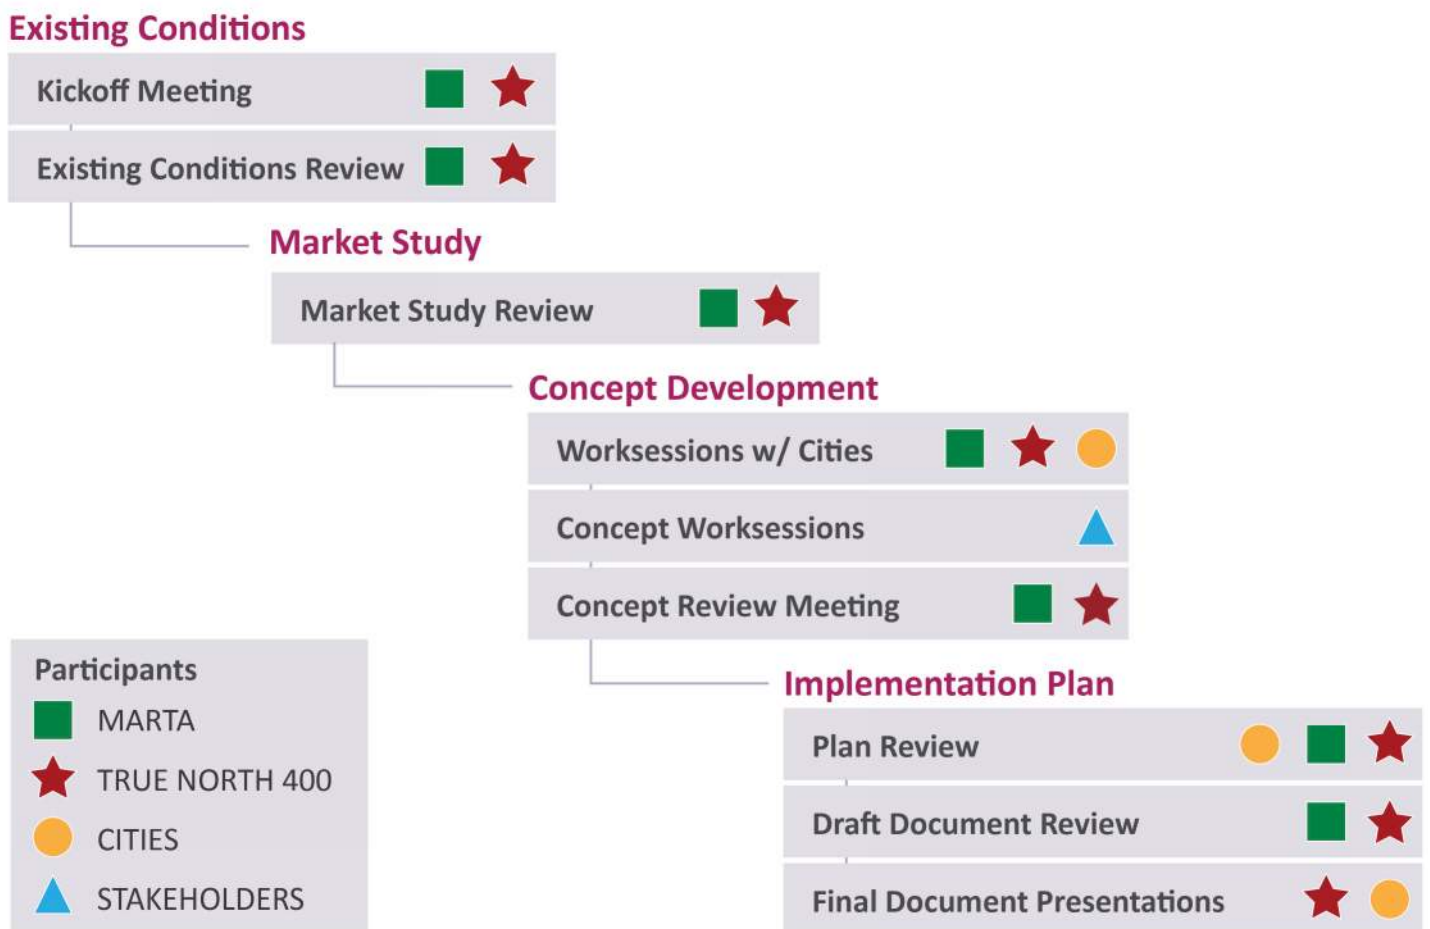 Existing Conditions
Kickoff Meeting
Existing Conditions Review
Market Study
Market Study Review
Concept Development
Worksessions w/ Cities
Concept Worksessions
Concept Review Meeting
Implementation Plan
Plan Review
Draft Document Review
Final Document Presentations
Participants
MARTA
TRUE NORTH 400
CITIES
STAKEHOLDERS